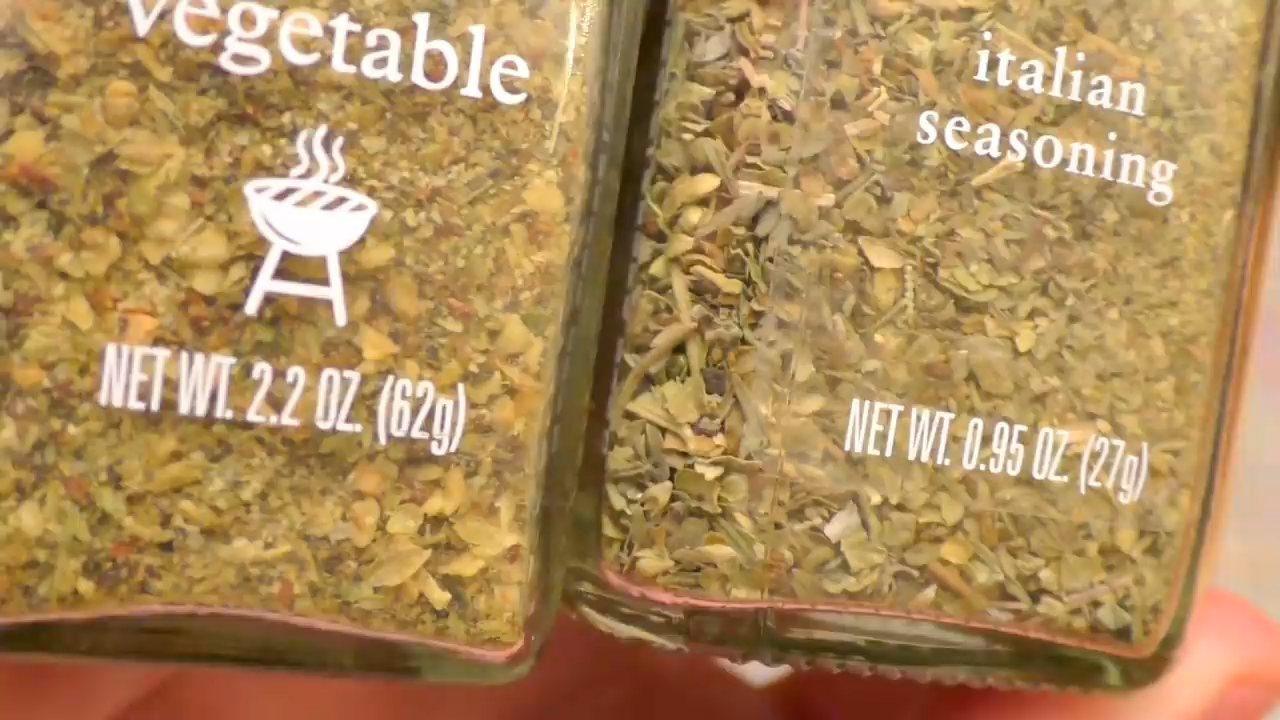 vegetable
NET WT. 2.2 OZ. (62g)
italian
seasoning
NET WT. 0.95 OZ. (27g)